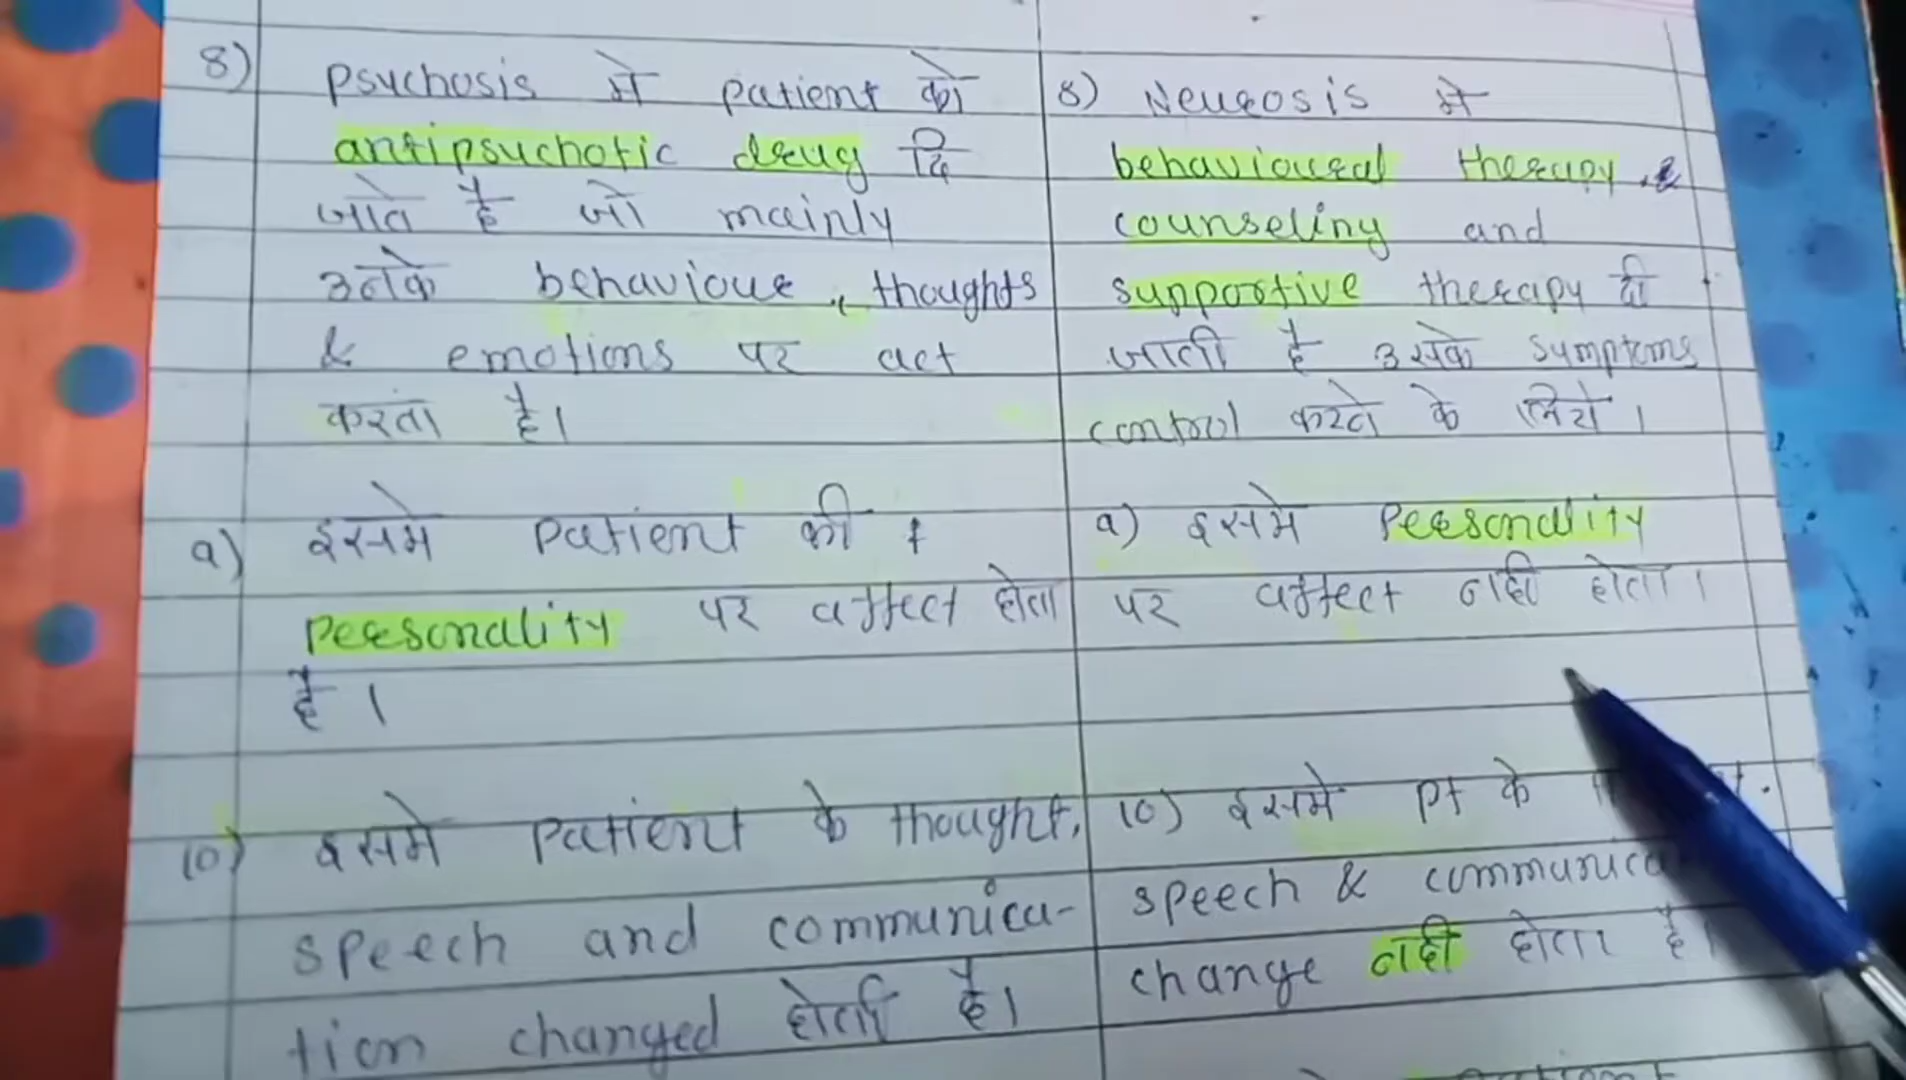 8) Psychosis मे patient को
antipsychotic drug दि
जाते है जो mainly
उनके behaviour, thoughts
& emotions पर act
करता है।
9) इसमे patient की
Personality पर affect होता
है।
10) इसमे patient के thought,
speech and communica-
tion changed होती है।
8) Neurosis मे
behavioural therapy,
counseling and
supportive therapy दी
जाती है उसके symptoms
control करने के लिये।
9) इसमे Personality
पर affect नही होता।
10) इसमे pt के
speech &
change नही होता है।